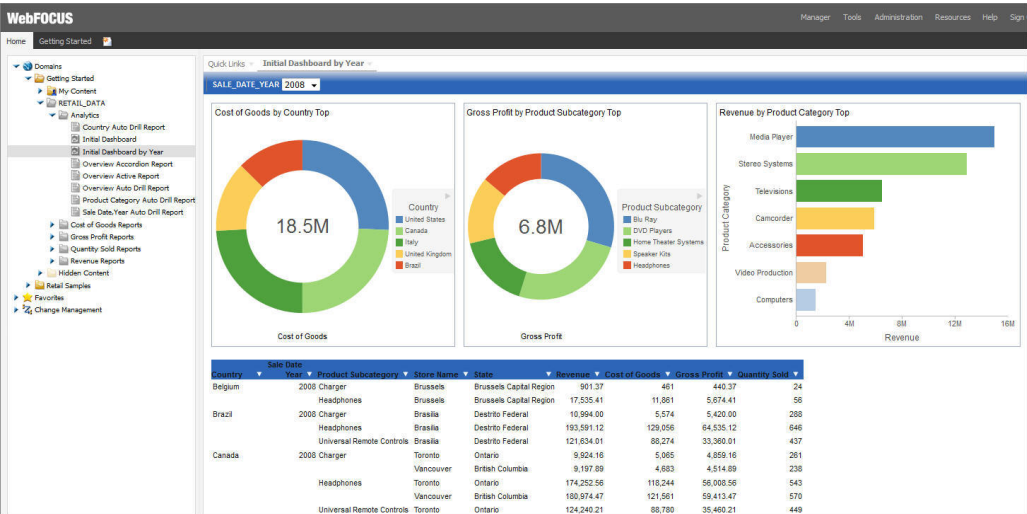 WebFOCUS
Manager Tools Administration Resources Help Sign
Home Getting Started
Domains
Getting Started
My Content
RETAIL_DATA
Analytics
Country Auto Drill Report
Initial Dashboard
Initial Dashboard by Year
Overview Accordion Report
Overview Active Report
Overview Auto Drill Report
Product Category Auto Drill Report
Sale Date,Year Auto Drill Report
Cost of Goods Reports
Gross Profit Reports
Quantity Sold Reports
Revenue Reports
Hidden Content
Retail Samples
Favorites
Change Management
Quick Links Initial Dashboard by Year
SALE_DATE_YEAR 2008
Cost of Goods by Country Top
18.5M
Country
United States
Canada
Italy
United Kingdom
Brazil
Cost of Goods
Gross Profit by Product Subcategory Top
6.8M
Product Subcategory
Blu Ray
DVD Players
Home Theater Systems
Speaker Kits
Headphones
Gross Profit
Revenue by Product Category Top
Product Category
Media Player
Stereo Systems
Televisions
Camcorder
Accessories
Video Production
Computers
0 4M 8M 12M 16M
Revenue
Sale Date
Country Year Product Subcategory Store Name State Revenue Cost of Goods Gross Profit Quantity Sold
Belgium 2008 Charger Brussels Brussels Capital Region 901.37 461 440.37 24
Headphones Brussels Brussels Capital Region 17,535.41 11,861 5,674.41 56
Brazil 2008 Charger Brasilia Destrito Federal 10,994.00 5,574 5,420.00 288
Headphones Brasilia Destrito Federal 193,591.12 129,056 64,535.12 646
Universal Remote Controls Brasilia Destrito Federal 121,634.01 88,274 33,360.01 437
Canada 2008 Charger Toronto Ontario 9,924.16 5,065 4,859.16 261
Vancouver British Columbia 9,197.89 4,683 4,514.89 238
Headphones Toronto Ontario 174,252.56 118,244 56,008.56 543
Vancouver British Columbia 180,974.47 121,561 59,413.47 570
Universal Remote Controls Toronto Ontario 124,240.21 88,780 35,460.21 449